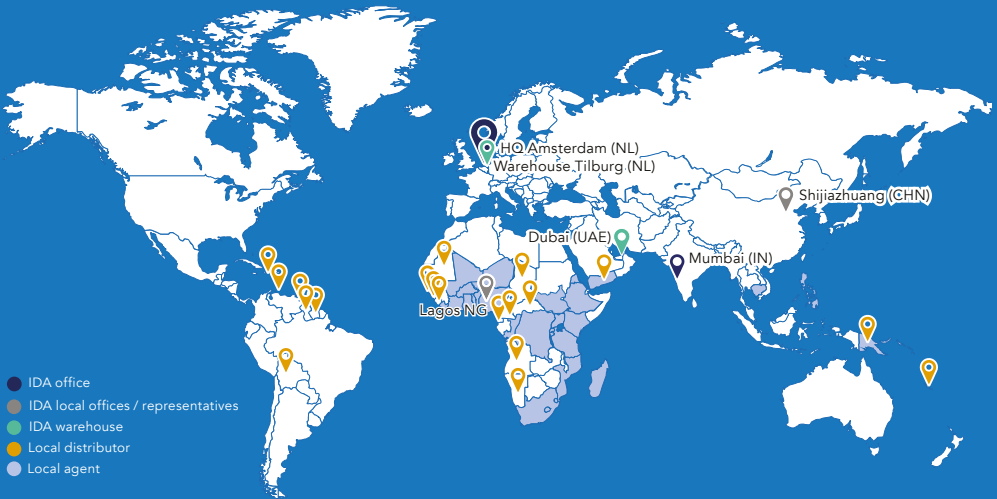 HQ Amsterdam (NL)
Warehouse Tilburg (NL)
Shijiazhuang (CHN)
Dubai (UAE)
Mumbai (IN)
Lagos NG
IDA office
IDA local offices / representatives
IDA warehouse
Local distributor
Local agent